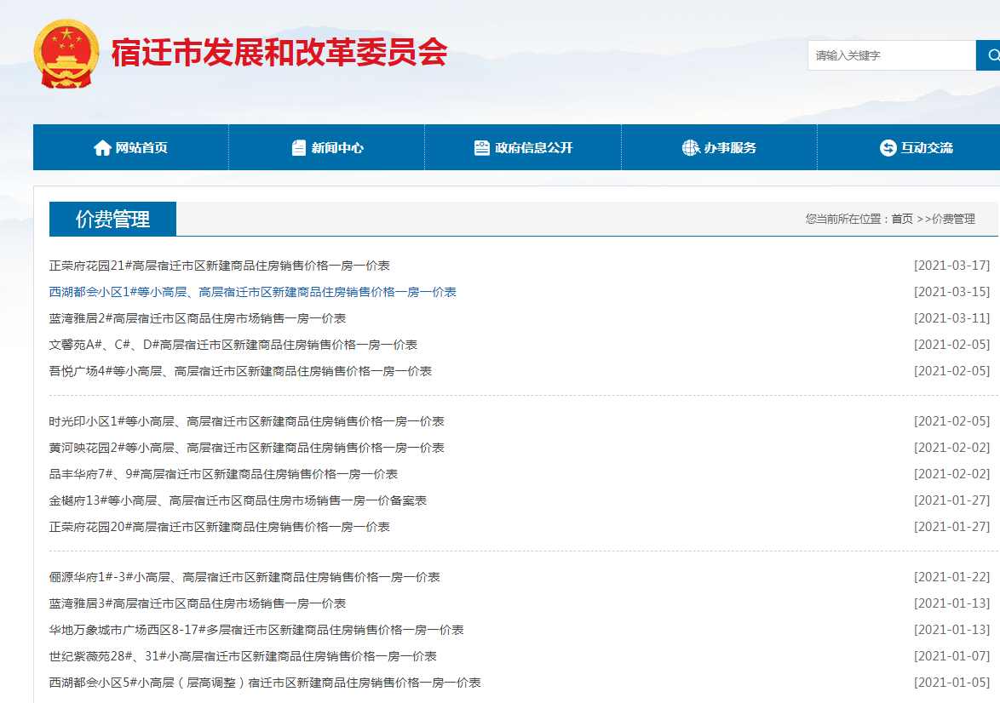 宿迁市发展和改革委员会
请输入关键字
网站首页 新闻中心 政府信息公开 办事服务 互动交流
价费管理 您当前所在位置：首页 >>价费管理
正荣府花园21#高层宿迁市区新建商品住房销售价格一房一价表 [2021-03-17]
西湖都会小区1#等小高层、高层宿迁市区新建商品住房销售价格一房一价表 [2021-03-15]
蓝湾雅居2#高层宿迁市区商品住房市场销售一房一价表 [2021-03-11]
文馨苑A#、C#、D#高层宿迁市区新建商品住房销售价格一房一价表 [2021-02-05]
吾悦广场4#等小高层、高层宿迁市区新建商品住房销售价格一房一价表 [2021-02-05]
时光印小区1#等小高层、高层宿迁市区新建商品住房销售价格一房一价表 [2021-02-05]
黄河映花园2#等小高层、高层宿迁市区新建商品住房销售价格一房一价表 [2021-02-02]
品丰华府7#、9#高层宿迁市区新建商品住房销售价格一房一价表 [2021-02-02]
金樾府13#等小高层、高层宿迁市区商品住房市场销售一房一价备案表 [2021-01-27]
正荣府花园20#高层宿迁市区新建商品住房销售价格一房一价表 [2021-01-27]
俪源华府1#-3#小高层、高层宿迁市区新建商品住房销售价格一房一价表 [2021-01-22]
蓝湾雅居3#高层宿迁市区商品住房市场销售一房一价表 [2021-01-13]
华地万象城市广场西区8-17#多层宿迁市区新建商品住房销售价格一房一价表 [2021-01-13]
世纪紫薇苑28#、31#小高层宿迁市区新建商品住房销售价格一房一价表 [2021-01-07]
西湖都会小区5#小高层（层高调整）宿迁市区新建商品住房销售价格一房一价表 [2021-01-05]